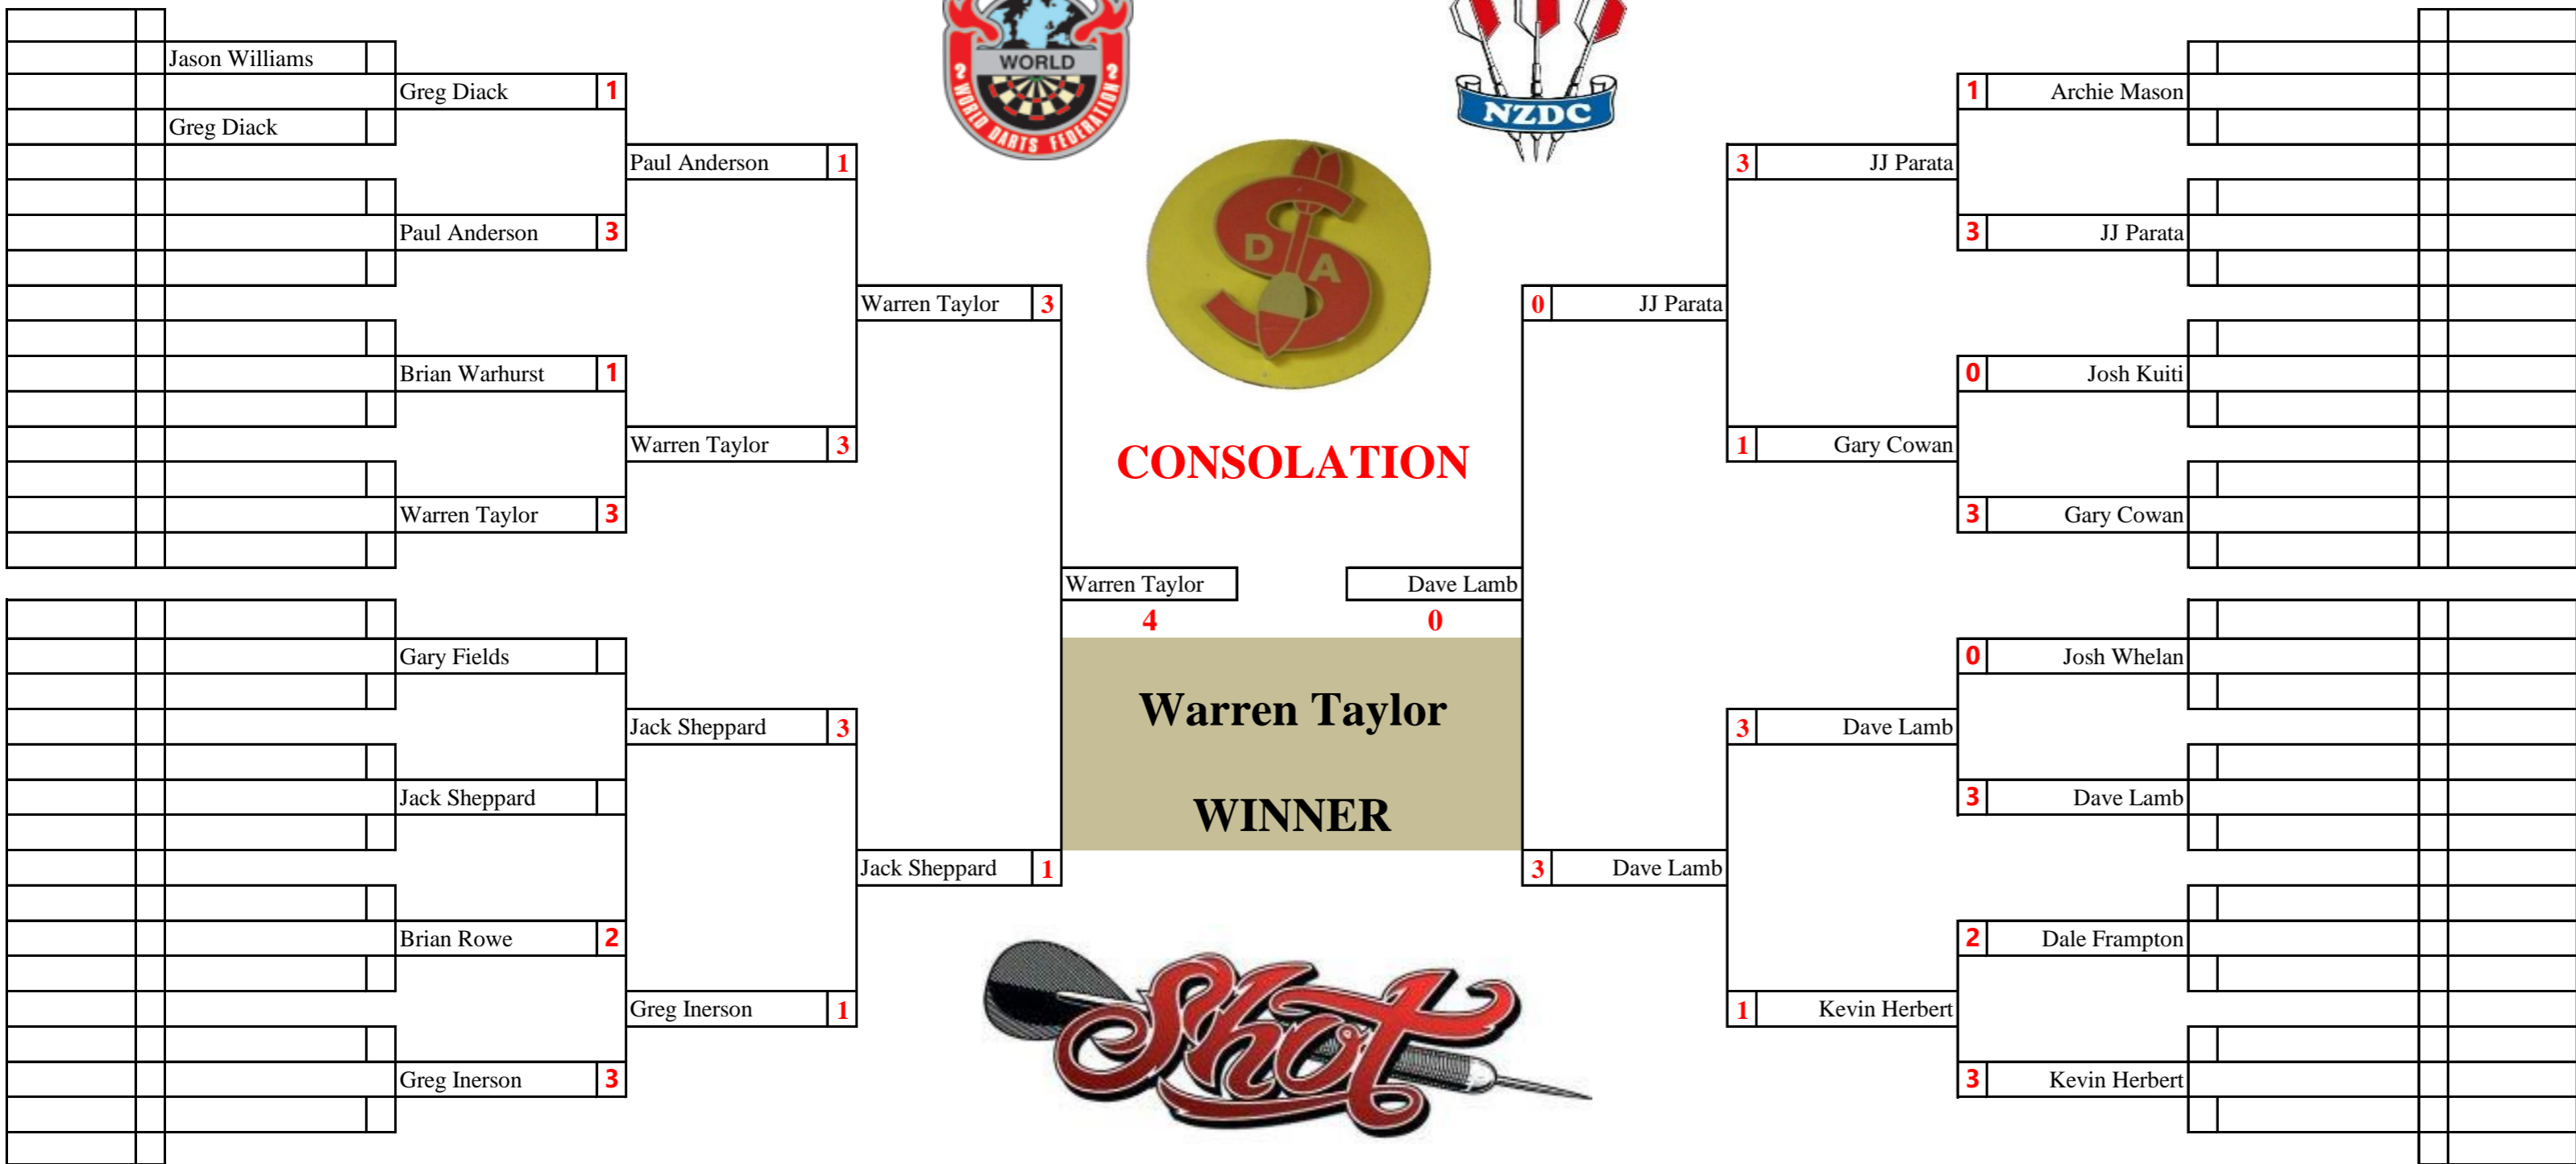 WORLD
2 WORLD DARTS FEDERATION 2
NZDC
S
D A
Jason Williams
Greg Diack 1
Greg Diack
Paul Anderson 1
Paul Anderson 3
Warren Taylor 3
Brian Warhurst 1
Warren Taylor 3
Warren Taylor 3
Gary Fields
Jack Sheppard 3
Jack Sheppard
Jack Sheppard 1
Brian Rowe 2
Greg Inerson 1
Greg Inerson 3
CONSOLATION
Warren Taylor Dave Lamb
4 0
Warren Taylor
WINNER
Shot
1 Archie Mason
3 JJ Parata
3 JJ Parata
0 JJ Parata
0 Josh Kuiti
1 Gary Cowan
3 Gary Cowan
0 Josh Whelan
3 Dave Lamb
3 Dave Lamb
3 Dave Lamb
2 Dale Frampton
1 Kevin Herbert
3 Kevin Herbert